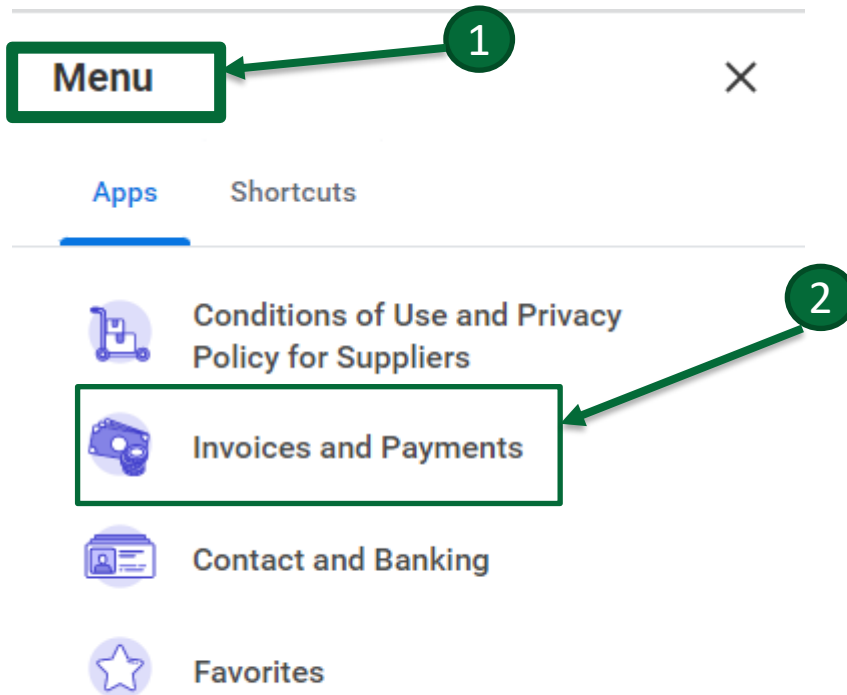 1
Menu
Apps Shortcuts
Conditions of Use and Privacy
Policy for Suppliers
2
Invoices and Payments
Contact and Banking
Favorites